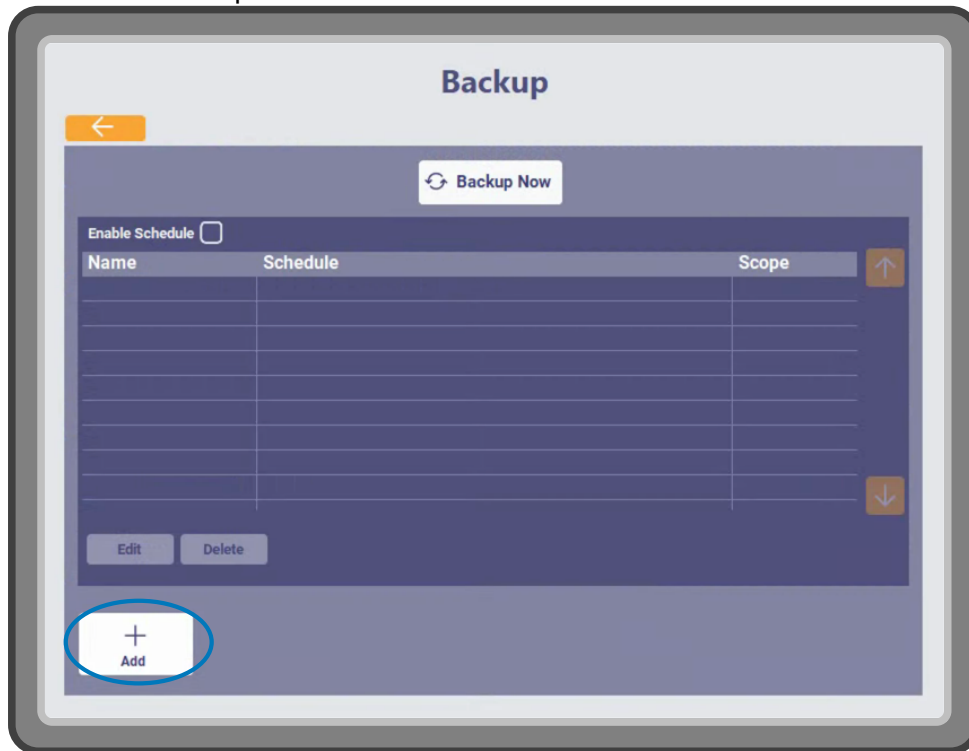 Backup
Backup Now
Enable Schedule
Name Schedule Scope
Edit Delete
Add